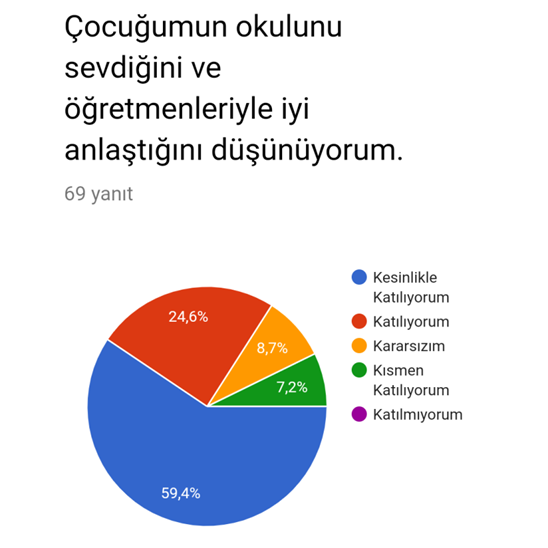 Çocuğumun okulunu
sevdiğini ve
öğretmenleriyle iyi
anlaştığını düşünüyorum.
69 yanıt
Kesinlikle
Katılıyorum
Katılıyorum
Kararsızım
Kısmen
Katılıyorum
Katılmıyorum
24,6%
8,7%
7,2%
59,4%